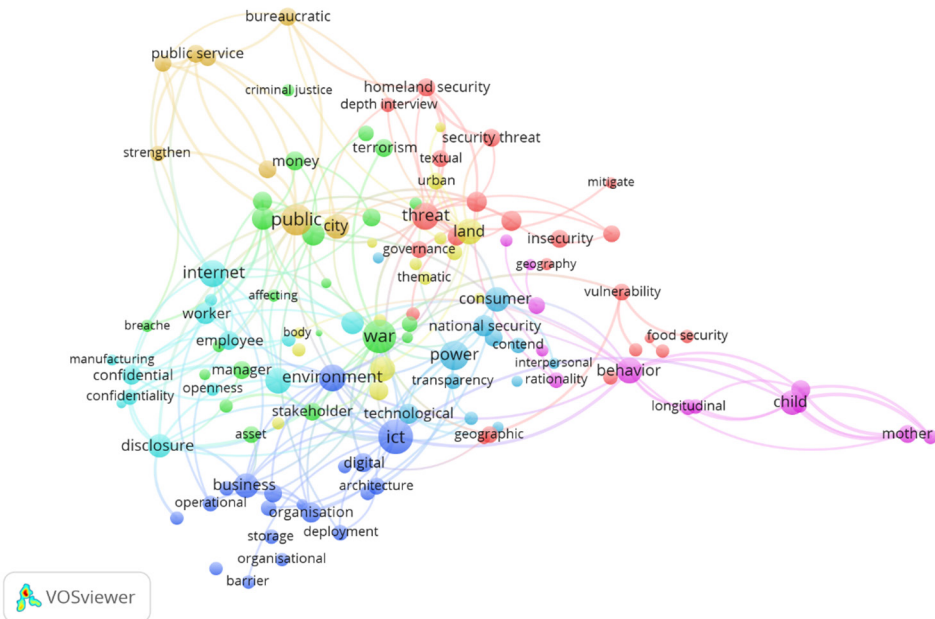 bureaucratic
public service
homeland security
criminal justice
depth interview
security threat
terrorism
strengthen
money
textual
urban
mitigate
public
city
threat
land
insecurity
governance
geography
internet
thematic
affecting
consumer
vulnerability
worker
breache
body
war
national security
food security
employee
contend
manufacturing
power
interpersonal
confidential
manager
environment
behavior
openness
transparency
rationality
confidentiality
child
stakeholder
technological
longitudinal
asset
ict
geographic
mother
disclosure
digital
business
architecture
operational
organisation
storage
deployment
organisational
barrier
VOSviewer